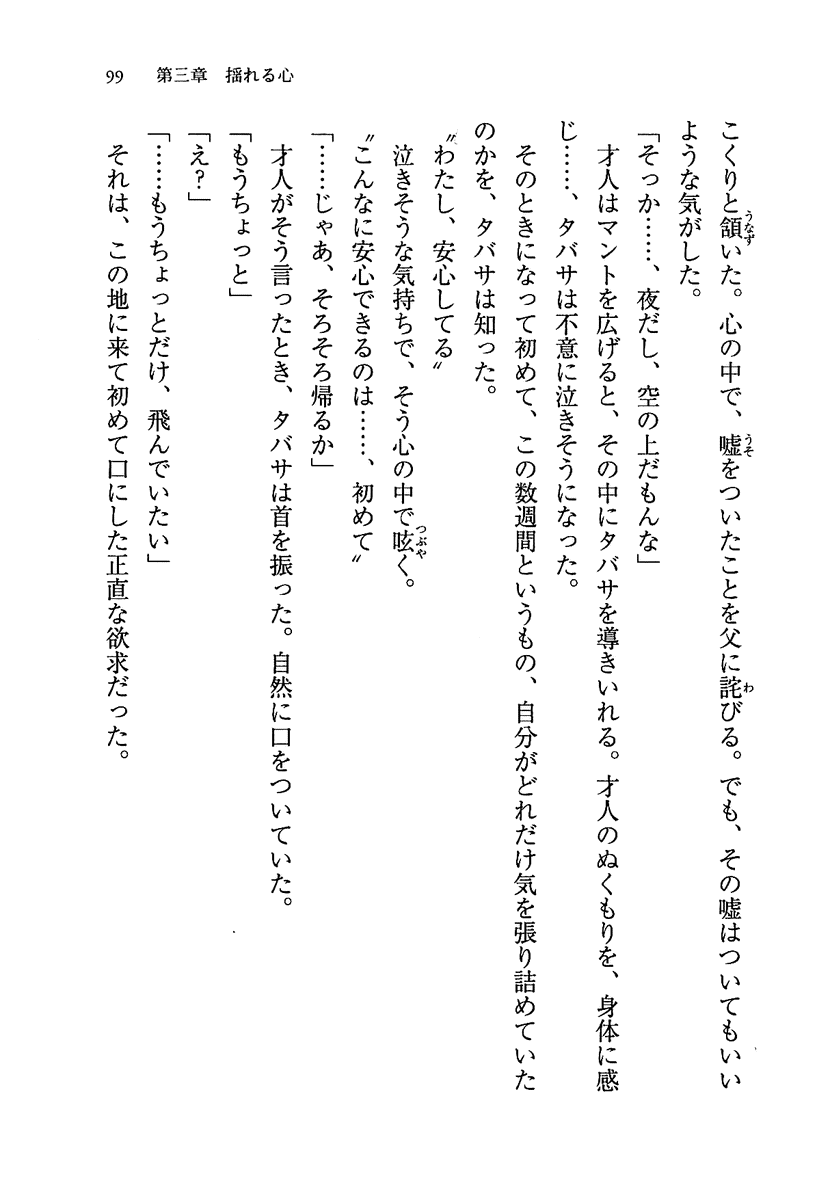 99　第三章　揺れる心
こくりと頷いた。心の中で、嘘をついたことを父に詫びる。でも、その嘘はついてもいい
ような気がした。
「そっか……、夜だし、空の上だもんな」
才人はマントを広げると、その中にタバサを導きいれる。才人のぬくもりを、身体に感
じ……、タバサは不意に泣きそうになった。
そのときになって初めて、この数週間というもの、自分がどれだけ気を張り詰めていた
のかを、タバサは知った。
〝わたし、安心してる〟
泣きそうな気持ちで、そう心の中で呟く。
〝こんなに安心できるのは……、初めて〟
「……じゃあ、そろそろ帰るか」
才人がそう言ったとき、タバサは首を振った。自然に口をついていた。
「もうちょっと」
「え？」
「……もうちょっとだけ、飛んでいたい」
それは、この地に来て初めて口にした正直な欲求だった。